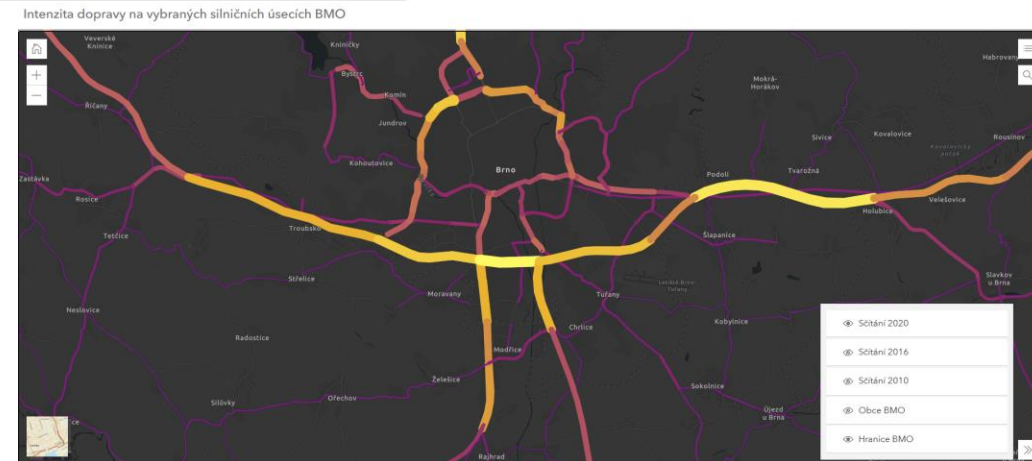 Intenzita dopravy na vybraných silničních úsecích BMO
Veverské
Knínice
Kníničky
Habrovany
Bystrc
Mokrá-
Horákov
Komín
Říčany
Jundrov
Sivice
Kovalovice
Rousínov
Kohoutovice
Brno
Podolí
Tvarožná
Zastávka
Rosice
Holubice
Velešovice
Troubsko
Tetčice
Šlapanice
Střelice
Slavkov
u Brna
Moravany
Tuřany
Neslovice
Chrlice
Kobylnice
Radostice
Modřice
Želešice
Sokolnice
Ořechov
Silůvky
Újezd
u Brna
Rajhrad
Sčítání 2020
Sčítání 2016
Sčítání 2010
Obce BMO
Hranice BMO